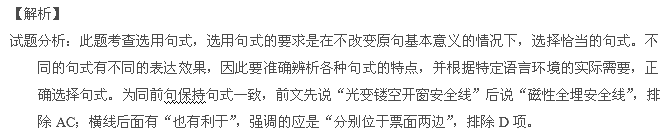 【解析】
试题分析：此题考查选用句式，选用句式的要求是在不改变原句基本意义的情况下，选择恰当的句式。不
同的句式有不同的表达效果，因此要准确辨析各种句式的特点，并根据特定语言环境的实际需要，正
确选择句式。为同前句保持句式一致，前文先说“光变镂空开窗安全线”后说“磁性全埋安全线”，排
除 AC；横线后面有“也有利于”，强调的应是“分别位于票面两边”，排除 D 项。